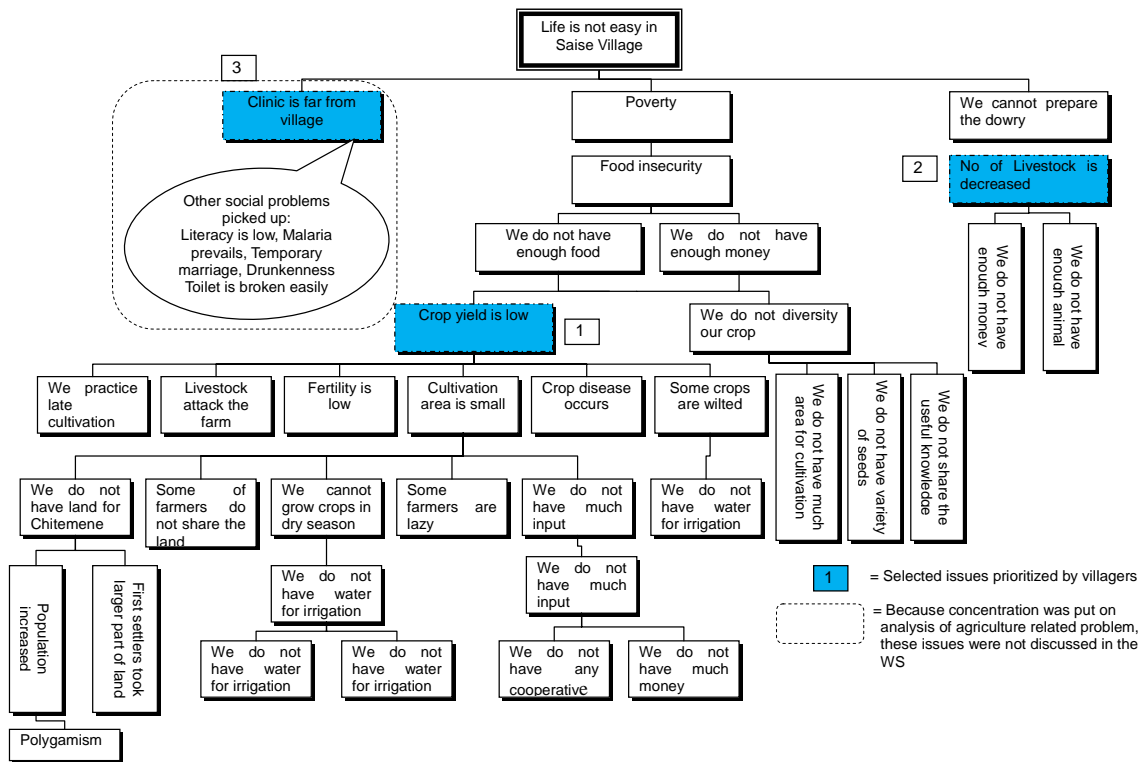 Life is not easy in
Saise Village
3
Clinic is far from
village
Poverty
We cannot prepare
the dowry
Food insecurity
2
No of Livestock is
decreased
Other social problems
picked up:
Literacy is low, Malaria
prevails, Temporary
marriage, Drunkenness
Toilet is broken easily
We do not have
enough food
We do not have
enough money
We do not have
enough money
We do not have
enough animal
Crop yield is low
1
We do not diversity
our crop
We practice
late
cultivation
Livestock
attack the
farm
Fertility is
low
Cultivation
area is small
Crop disease
occurs
Some crops
are wilted
We do not have much
area for cultivation
We do not have variety
of seeds
We do not share the
useful knowledge
We do not
have land for
Chitemene
Some of
farmers do
not share the
land
We cannot
grow crops in
dry season
Some
farmers are
lazy
We do not
have much
input
We do not
have water
for irrigation
Population
increased
First settlers took
larger part of land
We do not
have water
for irrigation
We do not
have much
input
We do not
have water
for irrigation
We do not
have water
for irrigation
We do not
have any
cooperative
We do not
have much
money
Polygamism
1
= Selected issues prioritized by villagers
= Because concentration was put on
analysis of agriculture related problem,
these issues were not discussed in the
WS